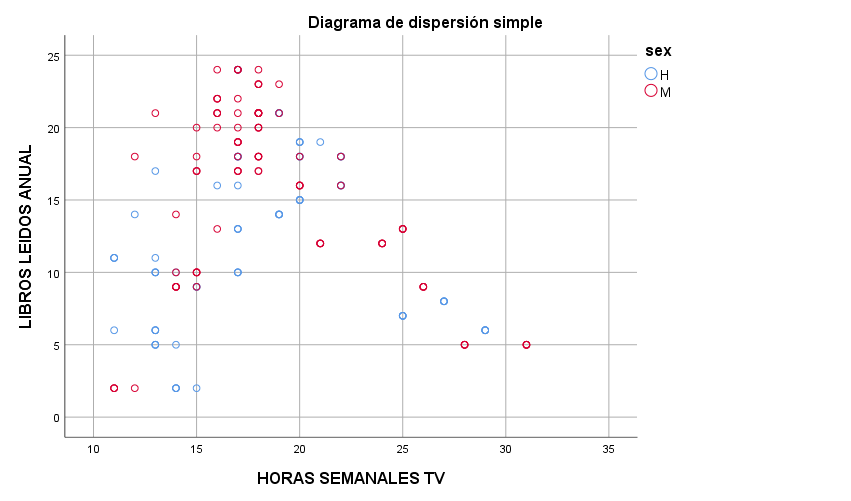 Diagrama de dispersión simple
sex
H
M
LIBROS LEIDOS ANUAL
25
20
15
10
5
0
10 15 20 25 30 35
HORAS SEMANALES TV